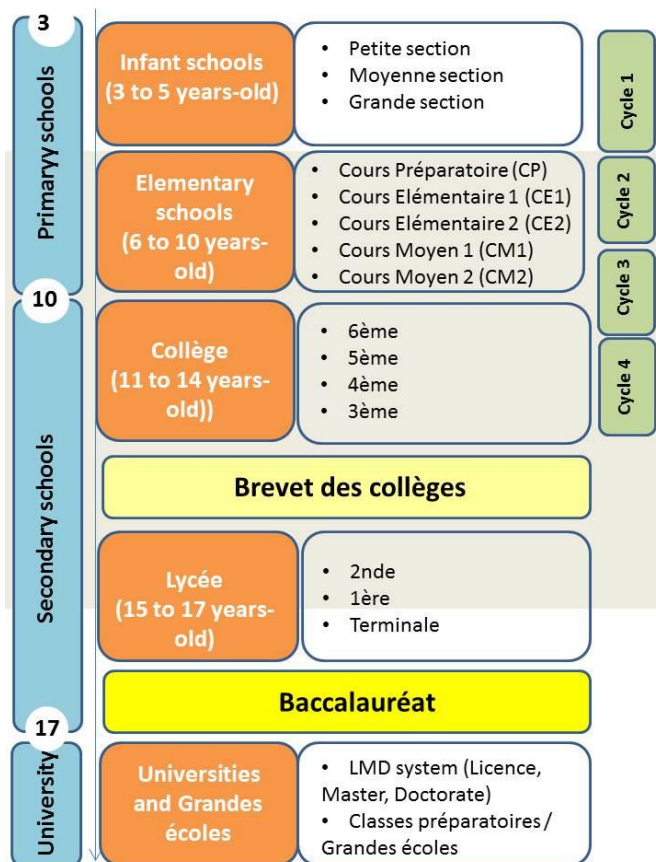 3
Primaryy schools
Infant schools
(3 to 5 years-old)
• Petite section
• Moyenne section
• Grande section
Cycle 1
Elementary
schools
(6 to 10 years-
old)
• Cours Préparatoire (CP)
• Cours Elémentaire 1 (CE1)
• Cours Elémentaire 2 (CE2)
• Cours Moyen 1 (CM1)
• Cours Moyen 2 (CM2)
Cycle 2
Cycle 3
10
Secondary schools
Collège
(11 to 14 years-
old))
• 6ème
• 5ème
• 4ème
• 3ème
Cycle 4
Brevet des collèges
Lycée
(15 to 17 years-
old)
• 2nde
• 1ère
• Terminale
Baccalauréat
17
University
Universities
and Grandes
écoles
• LMD system (Licence,
Master, Doctorate)
• Classes préparatoires /
Grandes écoles